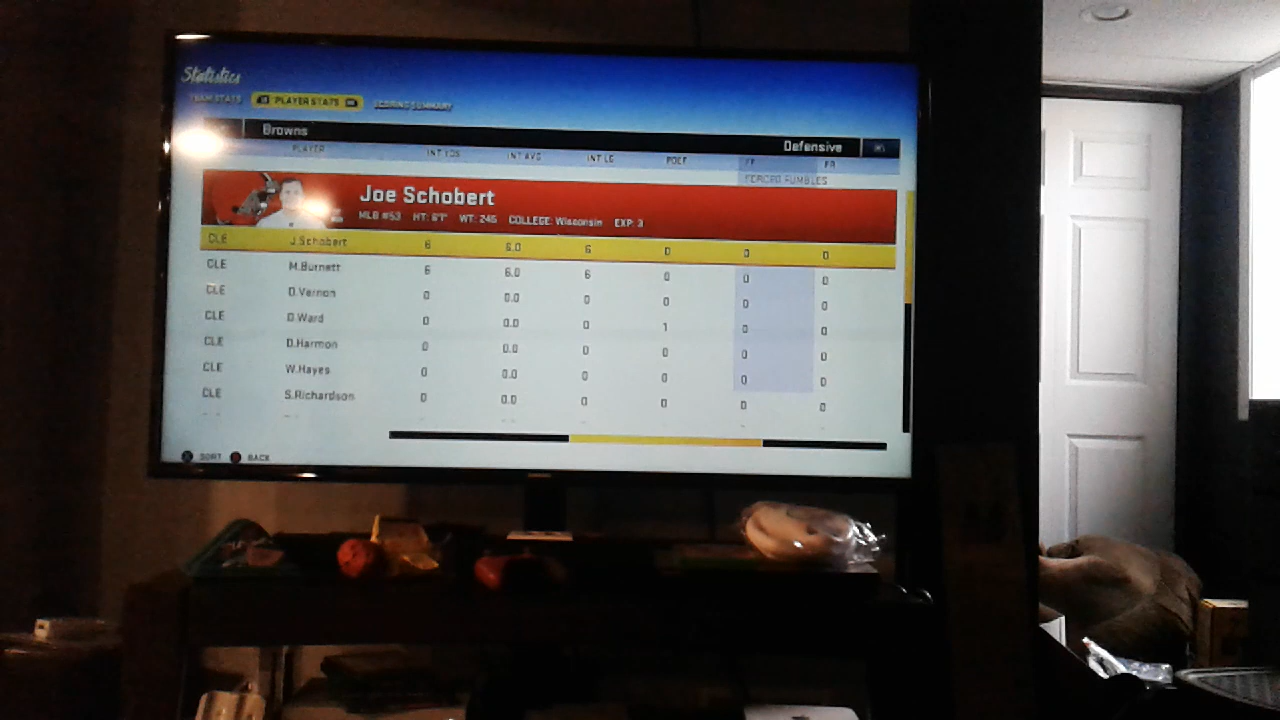 Statistics
TEAM STATS PLAYER STATS SCORING SUMMARY
Browns Defensive
PLAYER INT YDS INT AVG INT LG PDEF FF FR
FORCED FUMBLES
Joe Schobert
MLB #53 HT: 6'1" WT: 245 COLLEGE: Wisconsin EXP: 3
CLE J.Schobert 6 6.0 6 0 0 0
CLE M.Burnett 6 6.0 6 0 0 0
CLE O.Vernon 0 0.0 0 0 0 0
CLE D.Ward 0 0.0 0 1 0 0
CLE D.Harmon 0 0.0 0 0 0 0
CLE W.Hayes 0 0.0 0 0 0 0
CLE S.Richardson 0 0.0 0 0 0 0
SORT BACK